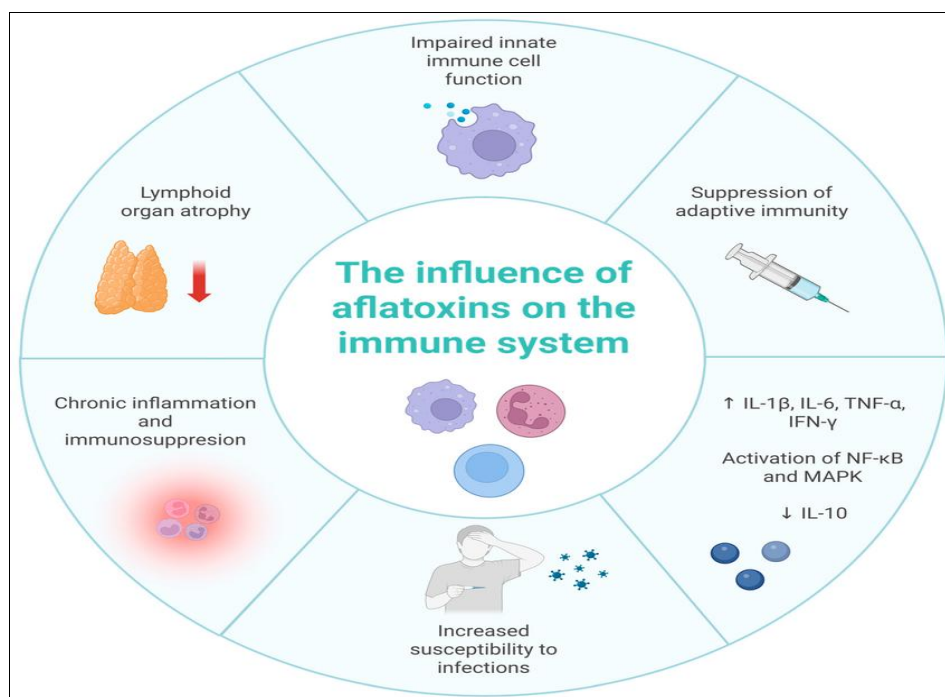 Impaired innate
immune cell
function
Suppression of
adaptive immunity
↑ IL-1β, IL-6, TNF-α,
IFN-γ
Activation of NF-κB
and MAPK
↓ IL-10
Increased
susceptibility to
infections
Chronic inflammation
and
immunosuppresion
Lymphoid
organ atrophy
The influence of
aflatoxins on the
immune system